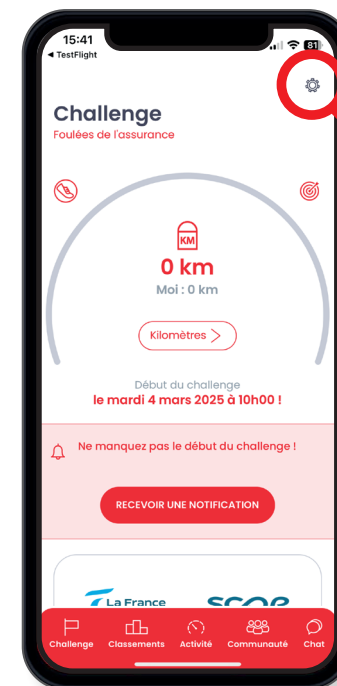 15:41
81
◄ TestFlight
Challenge
Foulées de l'assurance
KM
0 km
Moi : 0 km
Kilomètres >
Début du challenge
le mardi 4 mars 2025 à 10h00 !
Ne manquez pas le début du challenge !
RECEVOIR UNE NOTIFICATION
La France
Challenge Classements Activité Communauté Chat